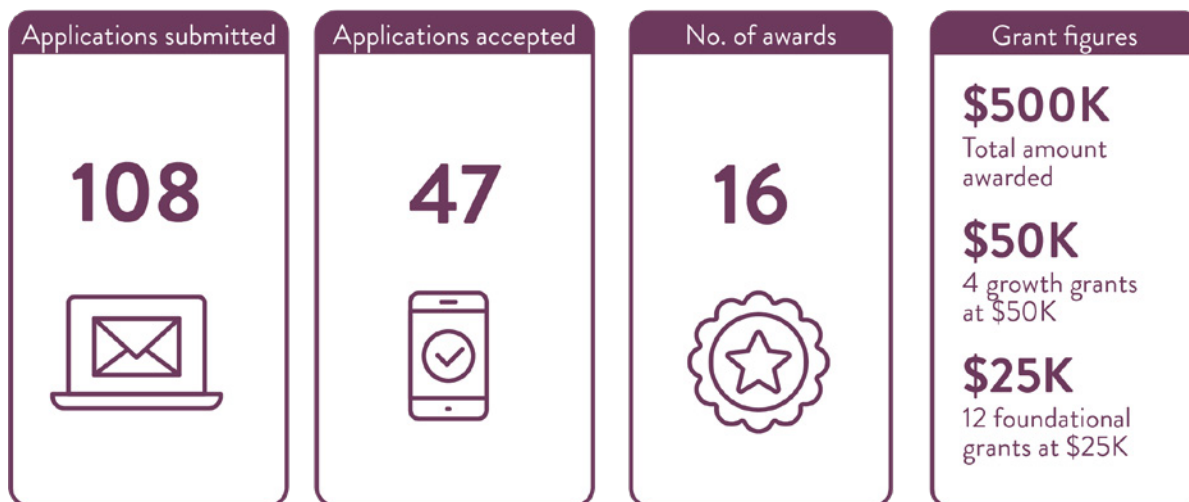 Applications submitted
108
Applications accepted
47
No. of awards
16
Grant figures
$500K
Total amount
awarded
$50K
4 growth grants
at $50K
$25K
12 foundational
grants at $25K